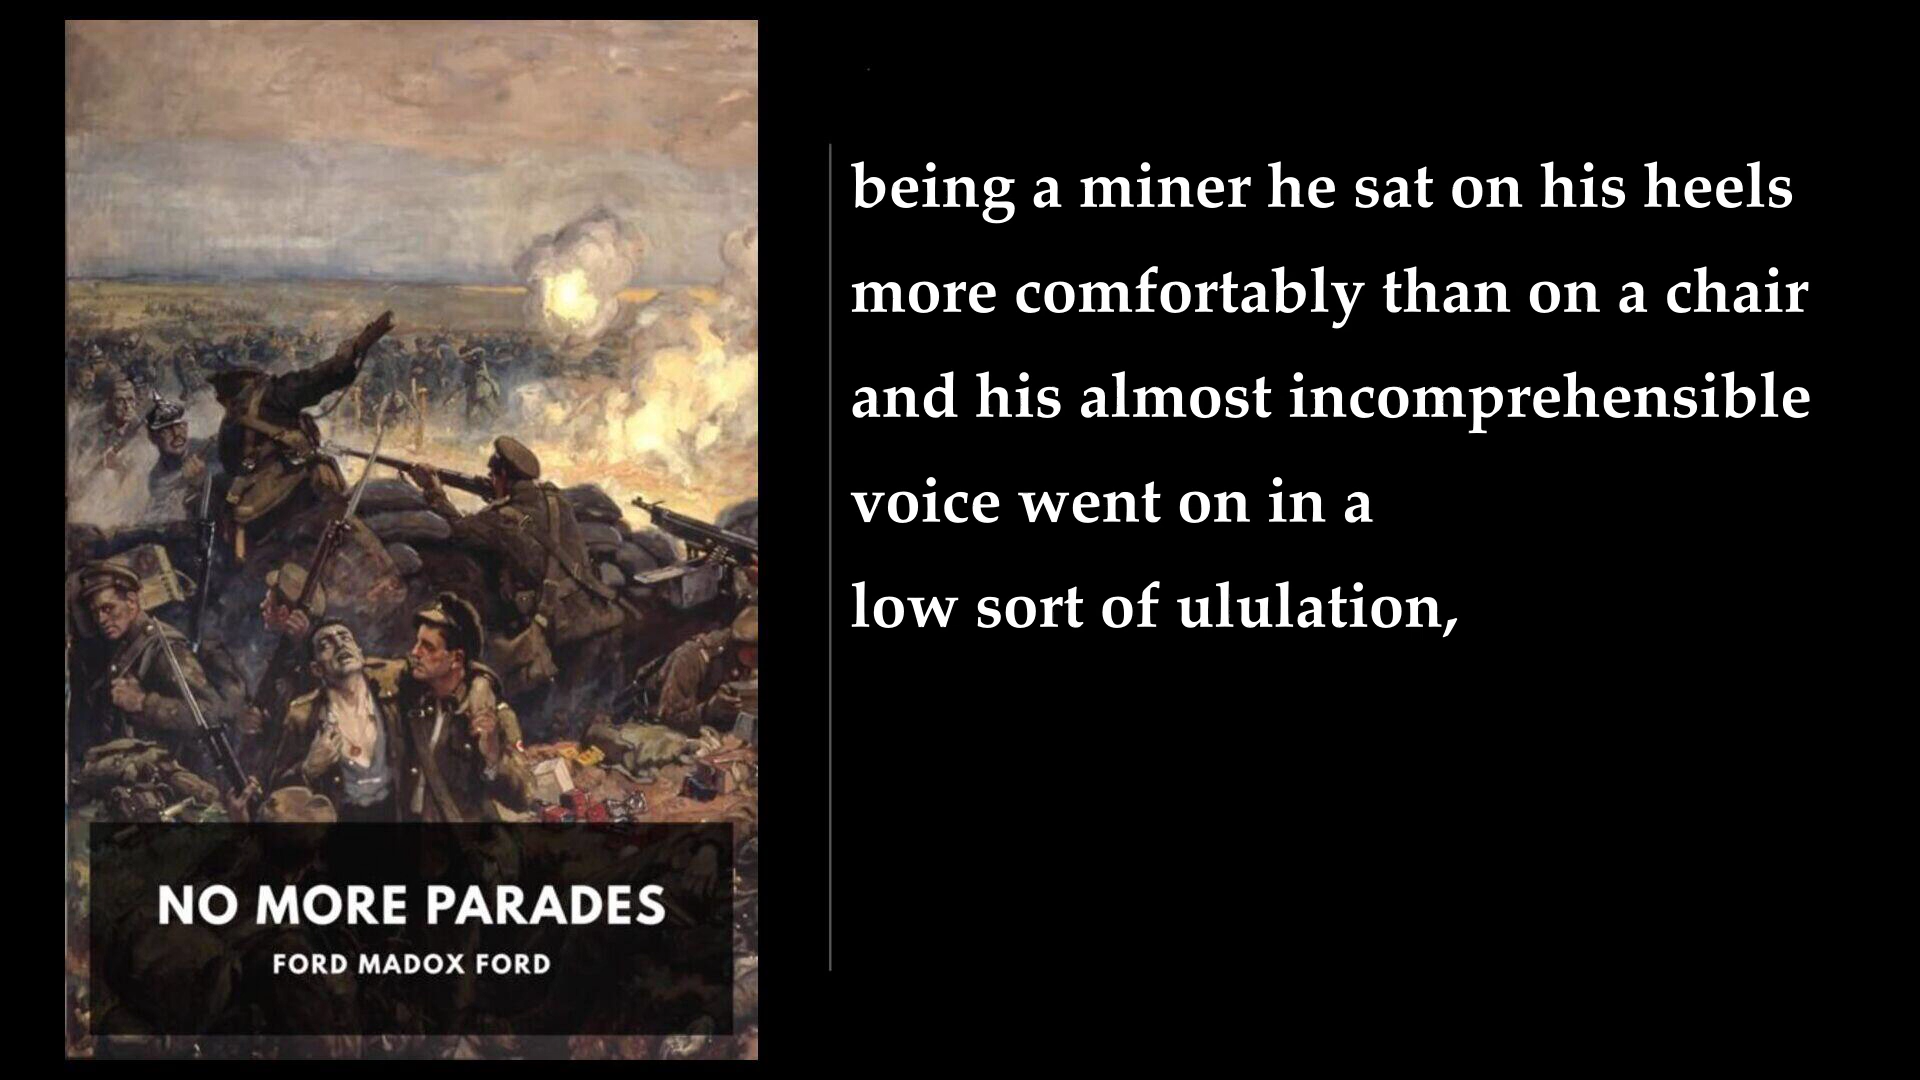 being a miner he sat on his heels
more comfortably than on a chair
and his almost incomprehensible
voice went on in a
low sort of ululation,
NO MORE PARADES
FORD MADOX FORD